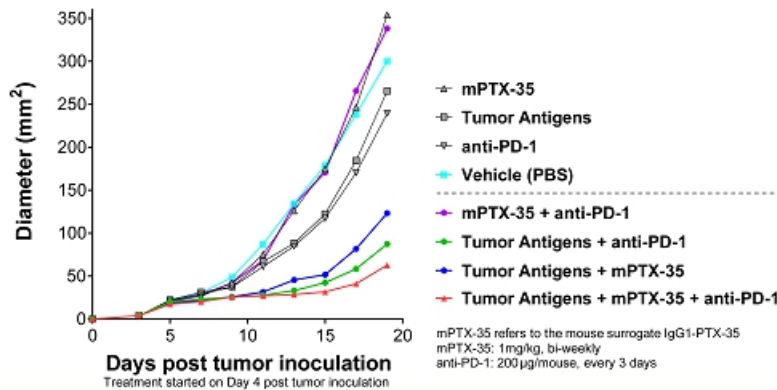 350
300
250
200
150
100
50
0
Diameter (mm²)
0 5 10 15 20
Days post tumor inoculation
Treatment started on Day 4 post tumor inoculation
mPTX-35
Tumor Antigens
anti-PD-1
Vehicle (PBS)
mPTX-35 + anti-PD-1
Tumor Antigens + anti-PD-1
Tumor Antigens + mPTX-35
Tumor Antigens + mPTX-35 + anti-PD-1
mPTX-35 refers to the mouse surrogate IgG1-PTX-35
mPTX-35: 1mg/kg, bi-weekly
anti-PD-1: 200µg/mouse, every 3 days